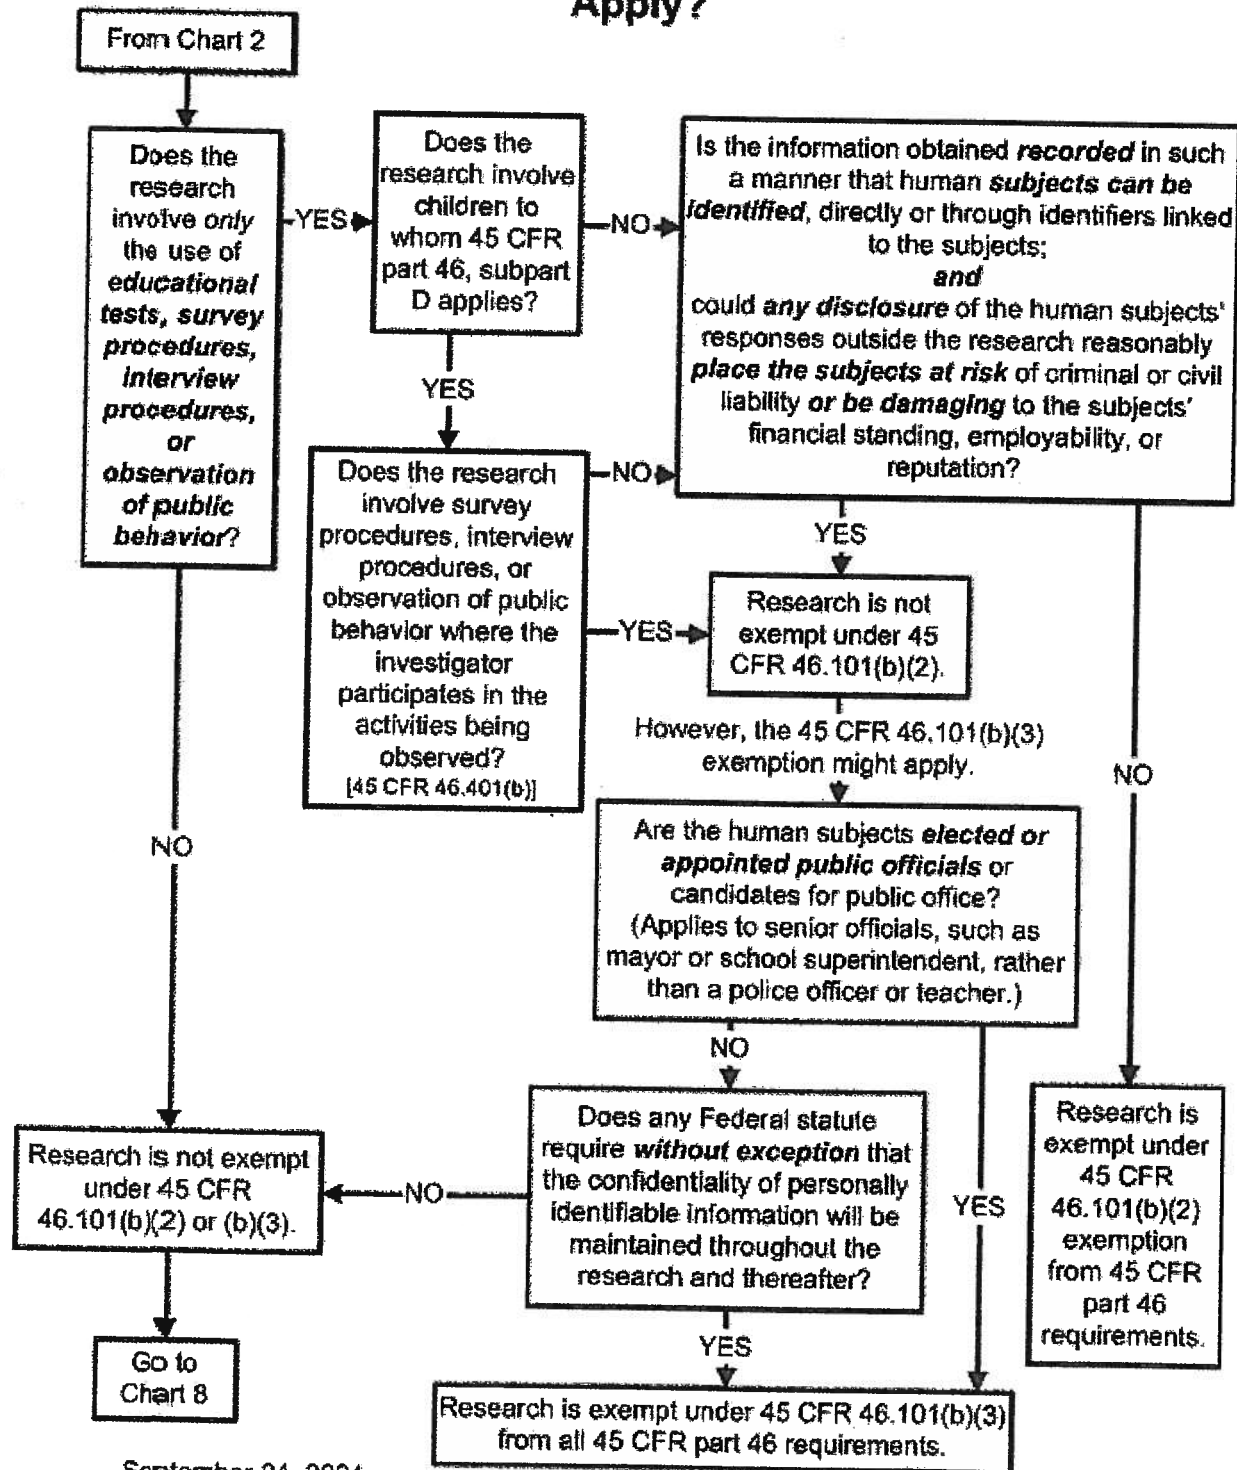 Apply?
From Chart 2
Does the
research
involve only
the use of
educational
tests, survey
procedures,
interview
procedures,
or
observation
of public
behavior?
YES
Does the
research involve
children to
whom 45 CFR
part 46, subpart
D applies?
NO
Is the information obtained recorded in such
a manner that human subjects can be
identified, directly or through identifiers linked
to the subjects;
and
could any disclosure of the human subjects'
responses outside the research reasonably
place the subjects at risk of criminal or civil
liability or be damaging to the subjects'
financial standing, employability, or
reputation?
YES
Does the research
involve survey
procedures, interview
procedures, or
observation of public
behavior where the
investigator
participates in the
activities being
observed?
[45 CFR 46.401(b)]
NO
YES
YES
Research is not
exempt under 45
CFR 46.101(b)(2).
However, the 45 CFR 46.101(b)(3)
exemption might apply.
NO
NO
Are the human subjects elected or
appointed public officials or
candidates for public office?
(Applies to senior officials, such as
mayor or school superintendent, rather
than a police officer or teacher.)
NO
YES
Does any Federal statute
require without exception that
the confidentiality of personally
identifiable information will be
maintained throughout the
research and thereafter?
NO
YES
Research is not exempt
under 45 CFR
46.101(b)(2) or (b)(3).
Go to
Chart 8
Research is
exempt under
45 CFR
46.101(b)(2)
exemption
from 45 CFR
part 46
requirements.
Research is exempt under 45 CFR 46.101(b)(3)
from all 45 CFR part 46 requirements.
September 24, 2004